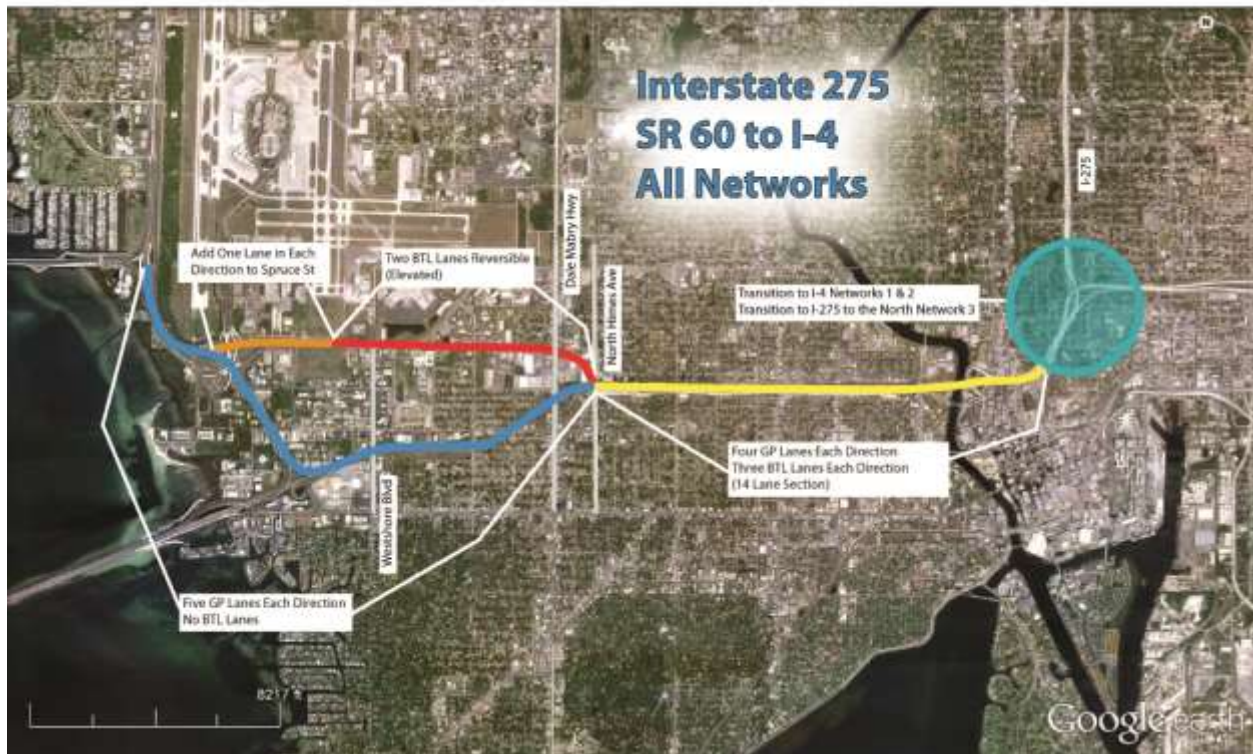 Interstate 275
SR 60 to I-4
All Networks
I-275
Dale Mabry Hwy
North Himes Ave
Add One Lane in Each
Direction to Spruce St
Two BTL Lanes Reversible
(Elevated)
Transition to I-4 Networks 1 & 2
Transition to I-275 to the North Network 3
Westshore Blvd
Four GP Lanes Each Direction
Three BTL Lanes Each Direction
(14 Lane Section)
Five GP Lanes Each Direction
No BTL Lanes
8217 ft
Google earth